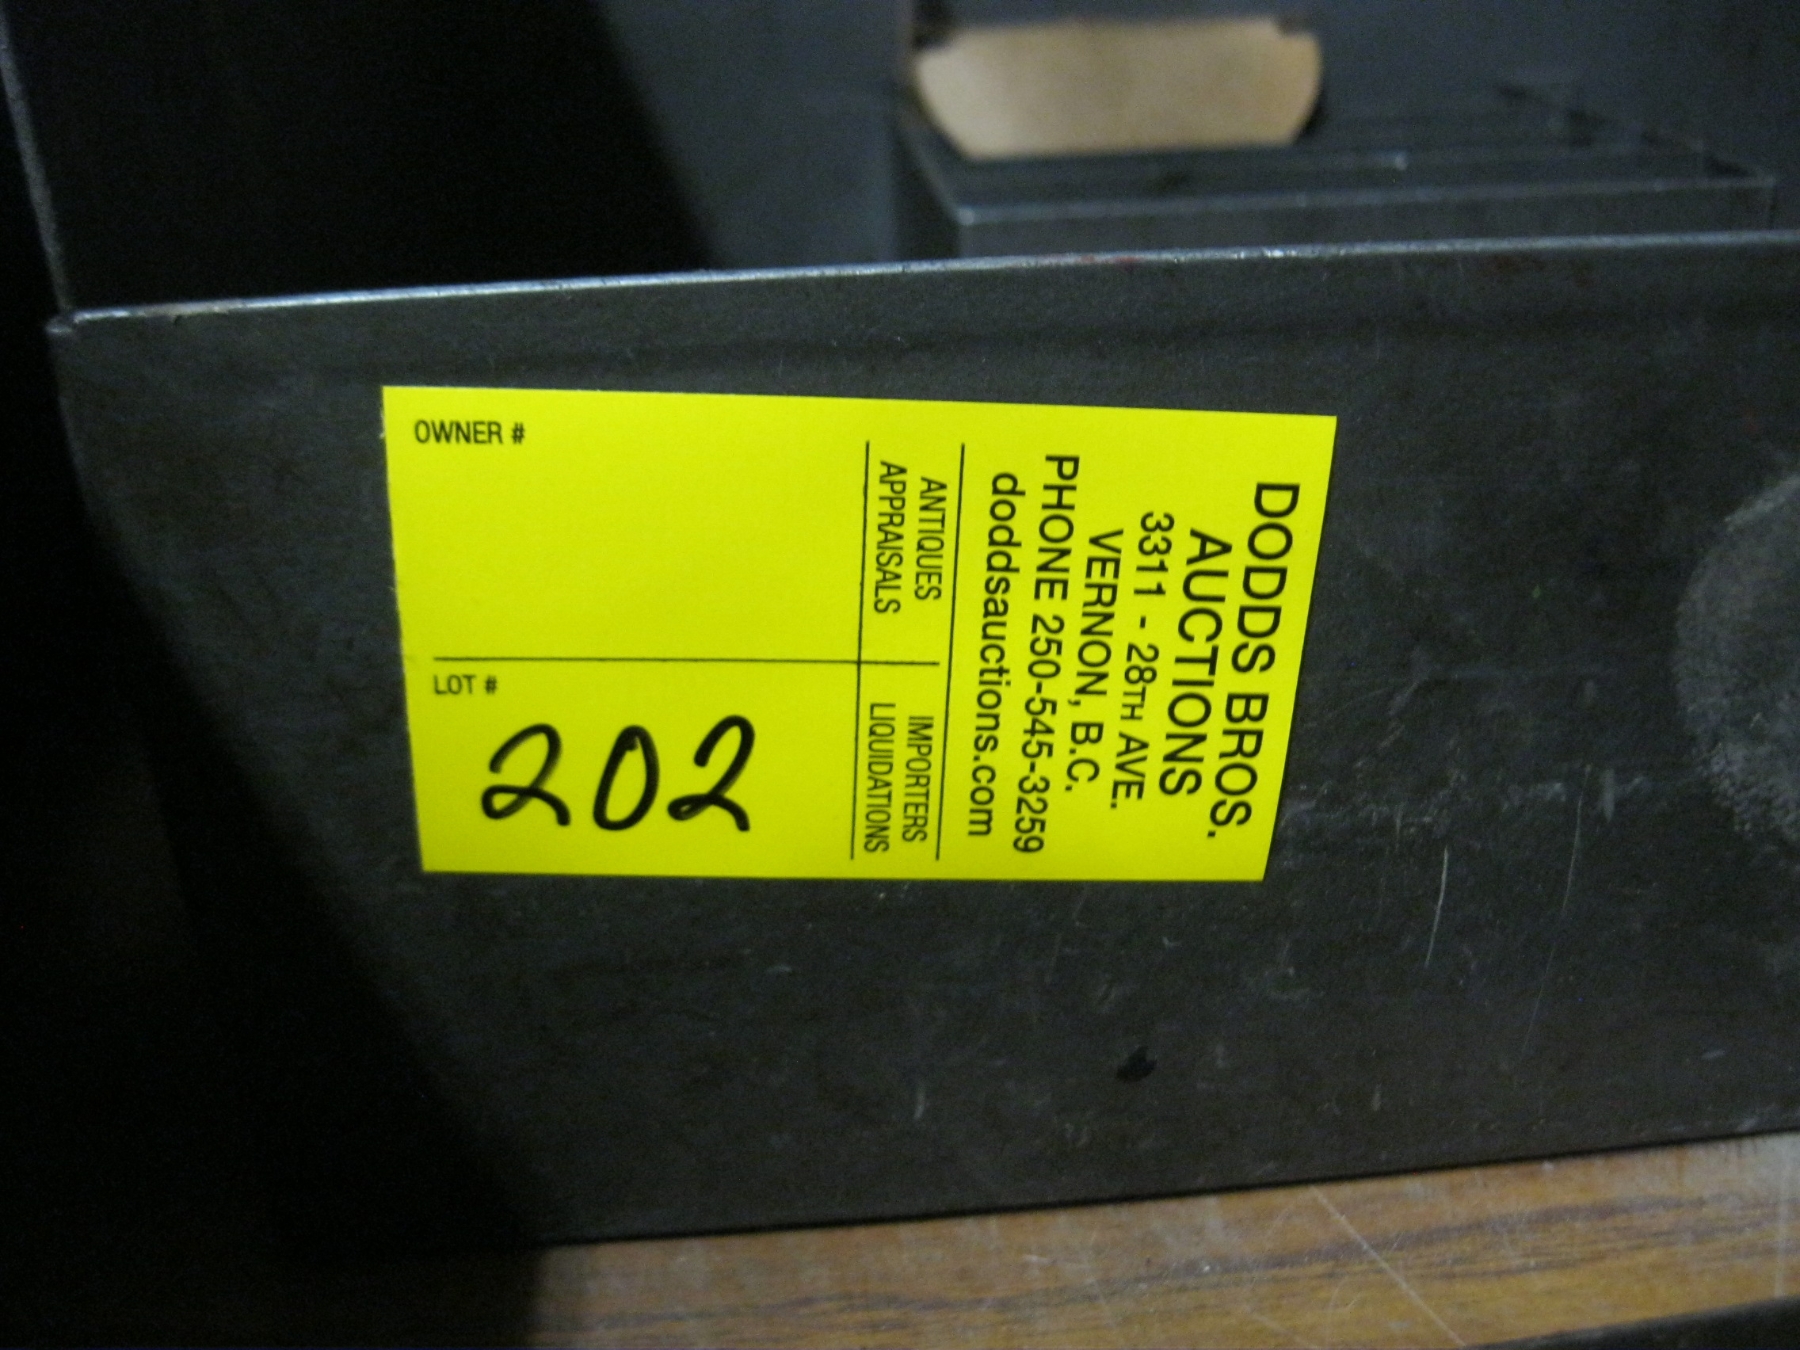 DODDS BROS.
AUCTIONS
3311 - 28TH AVE.
VERNON, B.C.
PHONE 250-545-3259
doddsauctions.com
ANTIQUES IMPORTERS
APPRAISALS LIQUIDATIONS
OWNER #
LOT #
202